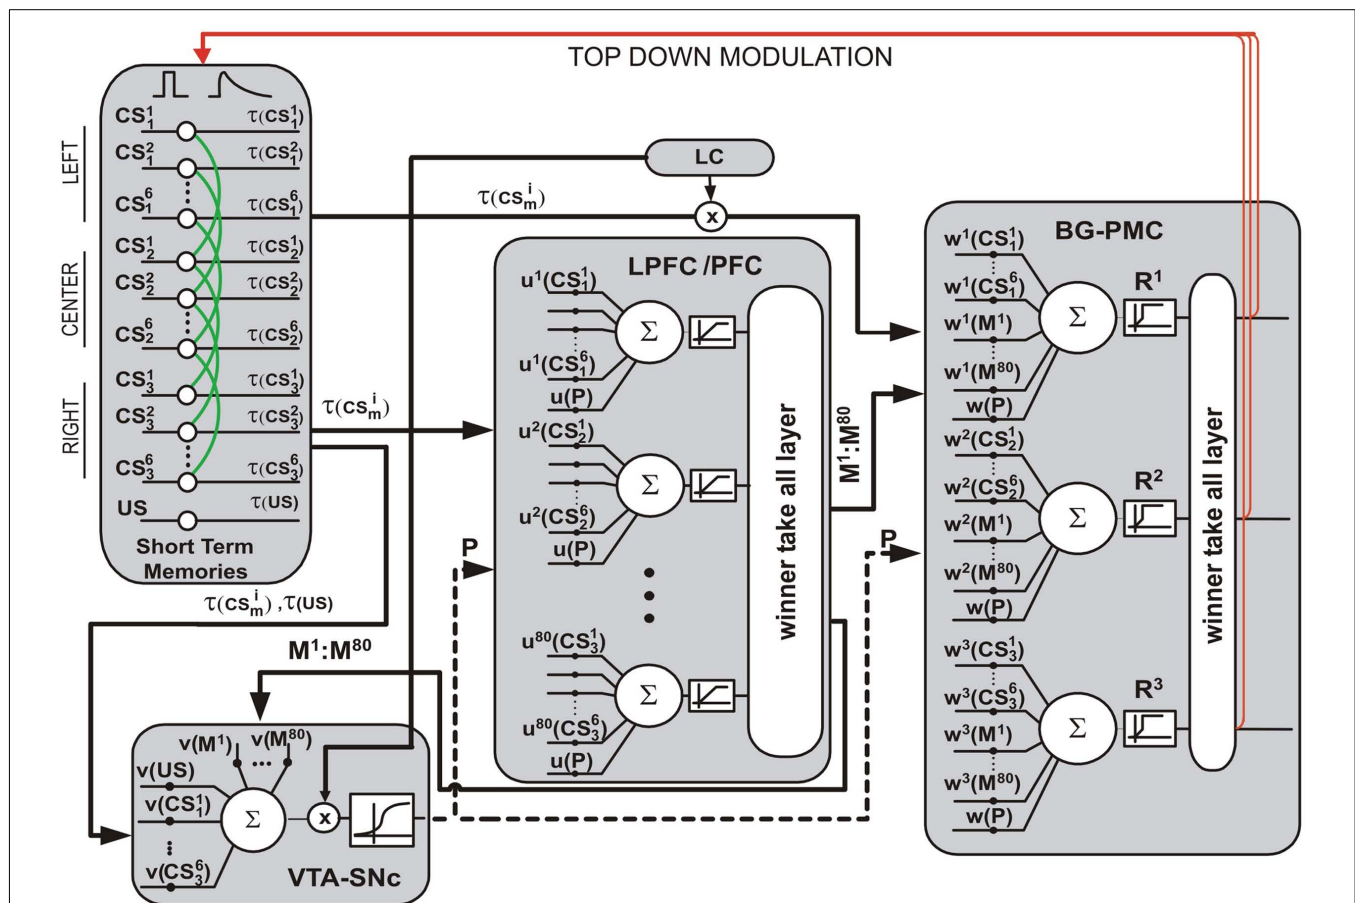 TOP DOWN MODULATION
LEFT
CENTER
RIGHT
CS₁¹ τ(CS₁¹)
CS₁² τ(CS₁²)
CS₁⁶ τ(CS₁⁶)
CS₂¹ τ(CS₂¹)
CS₂² τ(CS₂²)
CS₂⁶ τ(CS₂⁶)
CS₃¹ τ(CS₃¹)
CS₃² τ(CS₃²)
CS₃⁶ τ(CS₃⁶)
US τ(US)
Short Term
Memories
LC
x
τ(CSₘⁱ)
τ(CSₘⁱ)
τ(CSₘⁱ) ,τ(US)
M¹:M⁸⁰
P
LPFC /PFC
u¹(CS₁¹)
Σ
u¹(CS₁⁶)
u(P)
u²(CS₂¹)
Σ
u²(CS₂⁶)
u(P)
u⁸⁰(CS₃¹)
Σ
u⁸⁰(CS₃⁶)
u(P)
winner take all layer
M¹:M⁸⁰
P
BG-PMC
w¹(CS₁¹)
w¹(CS₁⁶)
w¹(M¹)
w¹(M⁸⁰)
w(P)
Σ
R¹
w²(CS₂¹)
w²(CS₂⁶)
w²(M¹)
w²(M⁸⁰)
w(P)
Σ
R²
w³(CS₃¹)
w³(CS₃⁶)
w³(M¹)
w³(M⁸⁰)
w(P)
Σ
R³
winner take all layer
v(M¹) v(M⁸⁰)
v(US)
v(CS₁¹)
v(CS₃⁶)
Σ
x
VTA-SNc